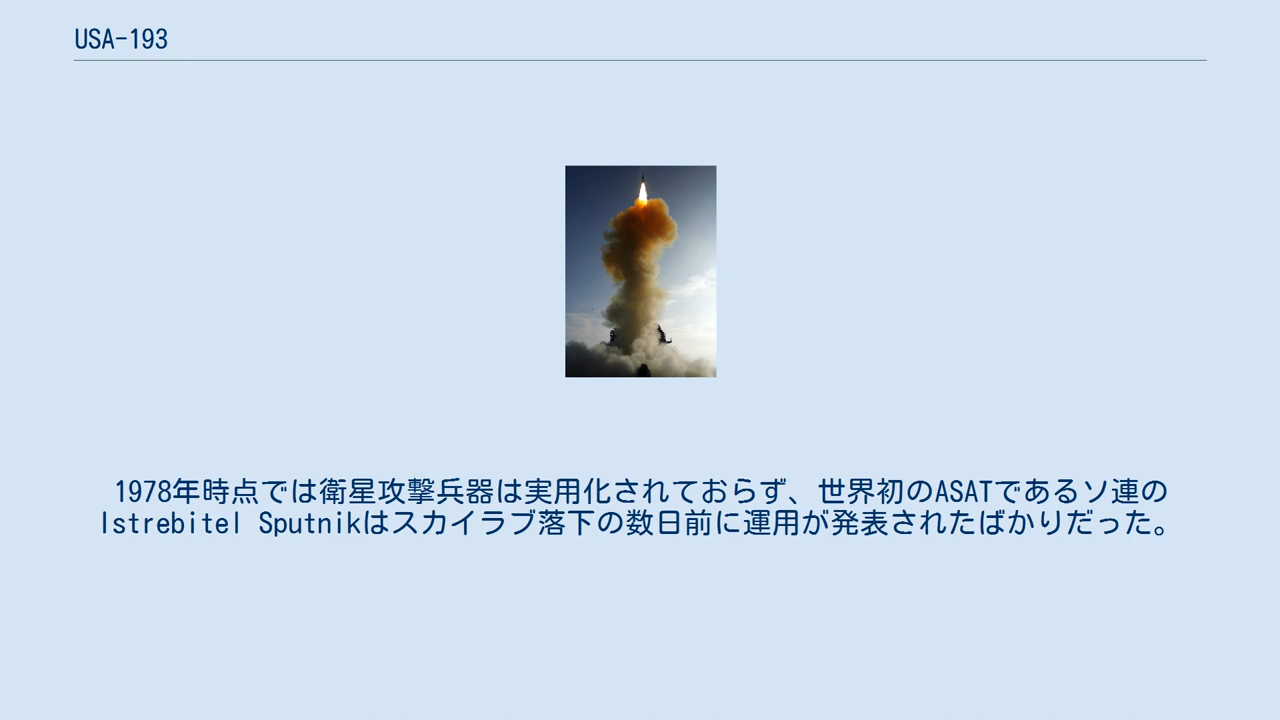 USA-193
1978年時点では衛星攻撃兵器は実用化されておらず、世界初のASATであるソ連の
Istrebitel Sputnikはスカイラブ落下の数日前に運用が発表されたばかりだった。